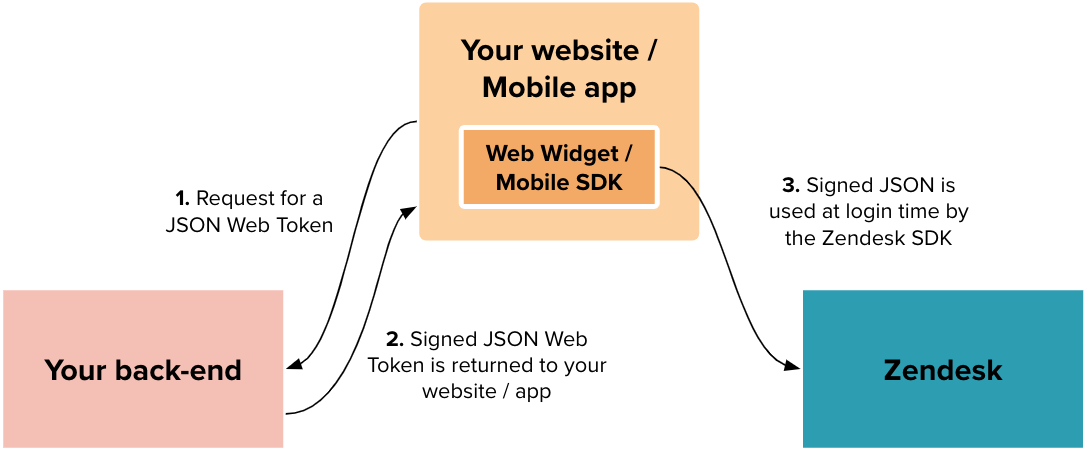 Your website /
Mobile app
Web Widget /
Mobile SDK
1. Request for a
JSON Web Token
3. Signed JSON is
used at login time by
the Zendesk SDK
2. Signed JSON Web
Token is returned to your
website / app
Your back-end
Zendesk